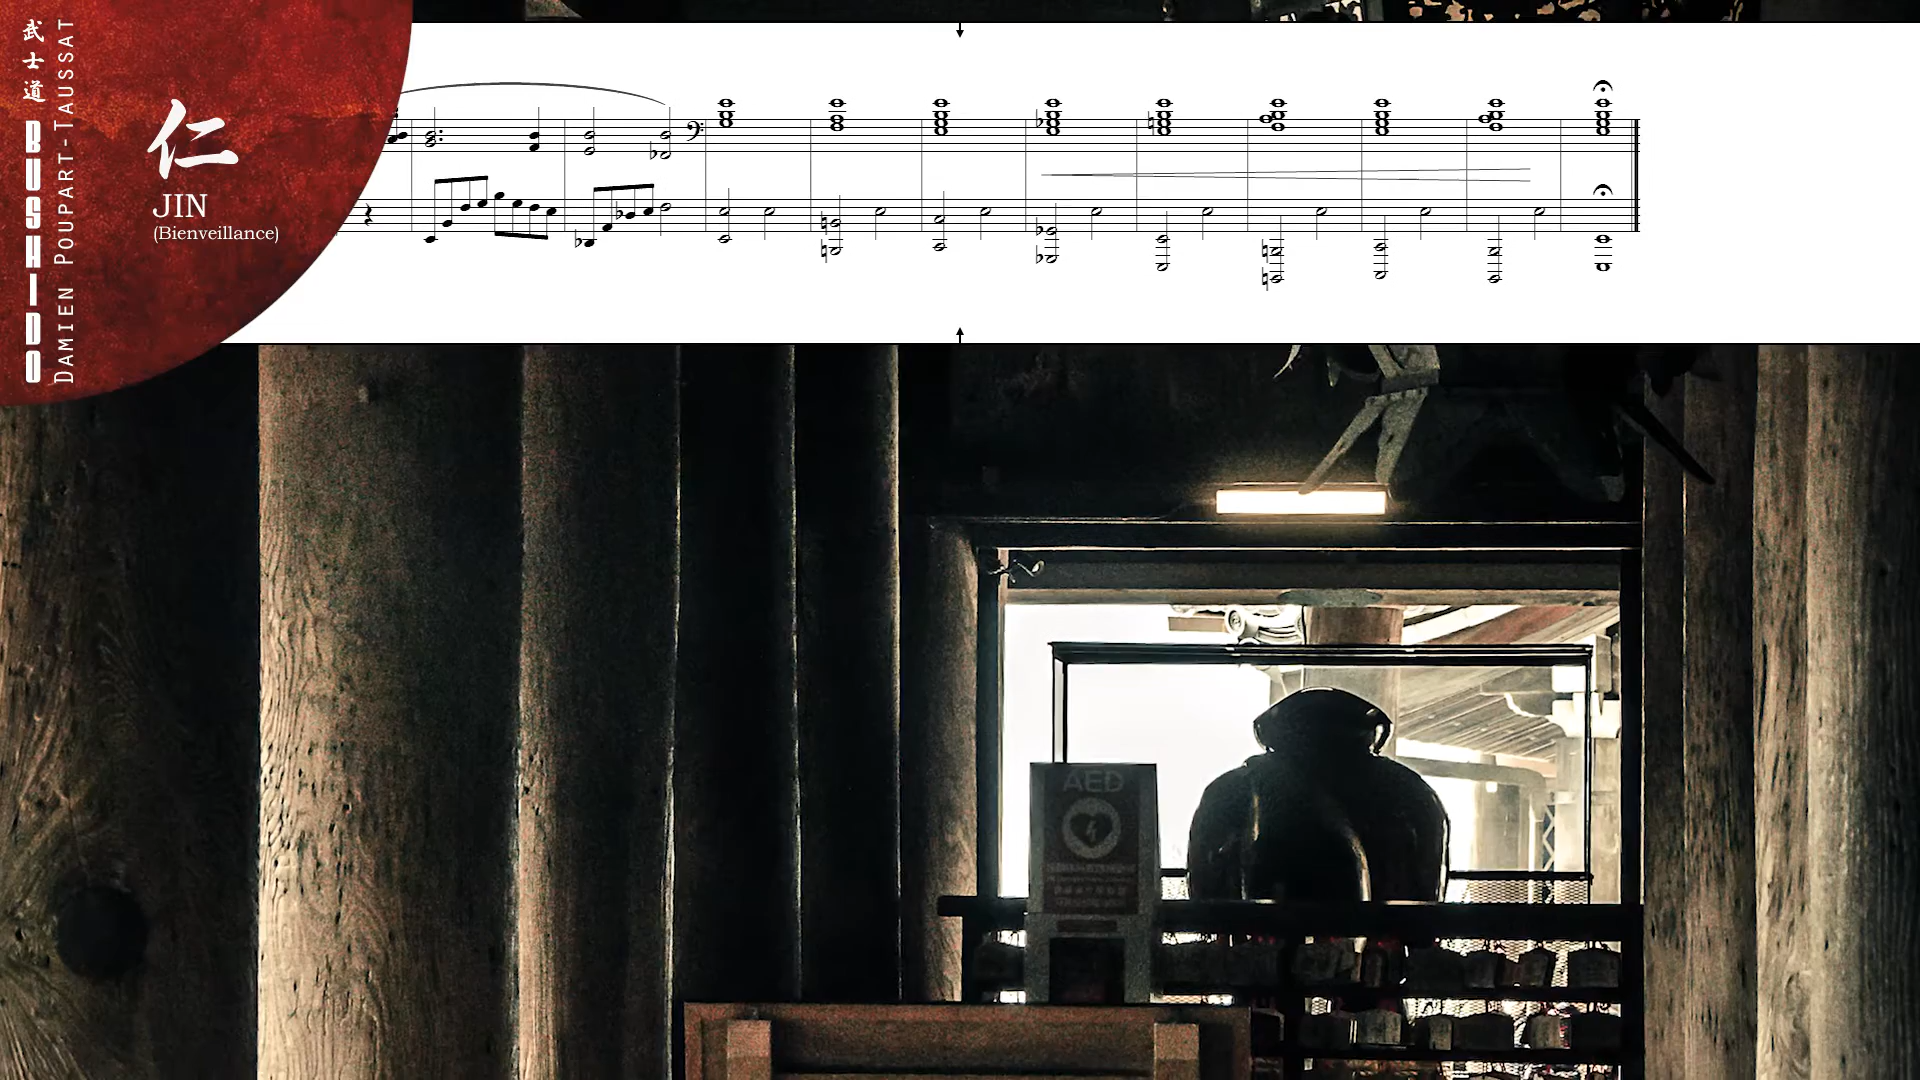 武士道
BUSHIDO
DAMIEN POUPART-TAUSSAT
仁
JIN
(Bienveillance)
AED